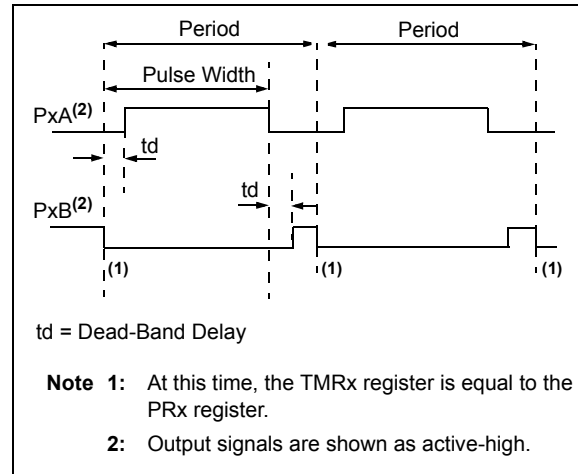 Period Period
Pulse Width
PxA(2)
td
td
PxB(2)
(1) (1) (1)
td = Dead-Band Delay
Note 1: At this time, the TMRx register is equal to the
PRx register.
2: Output signals are shown as active-high.